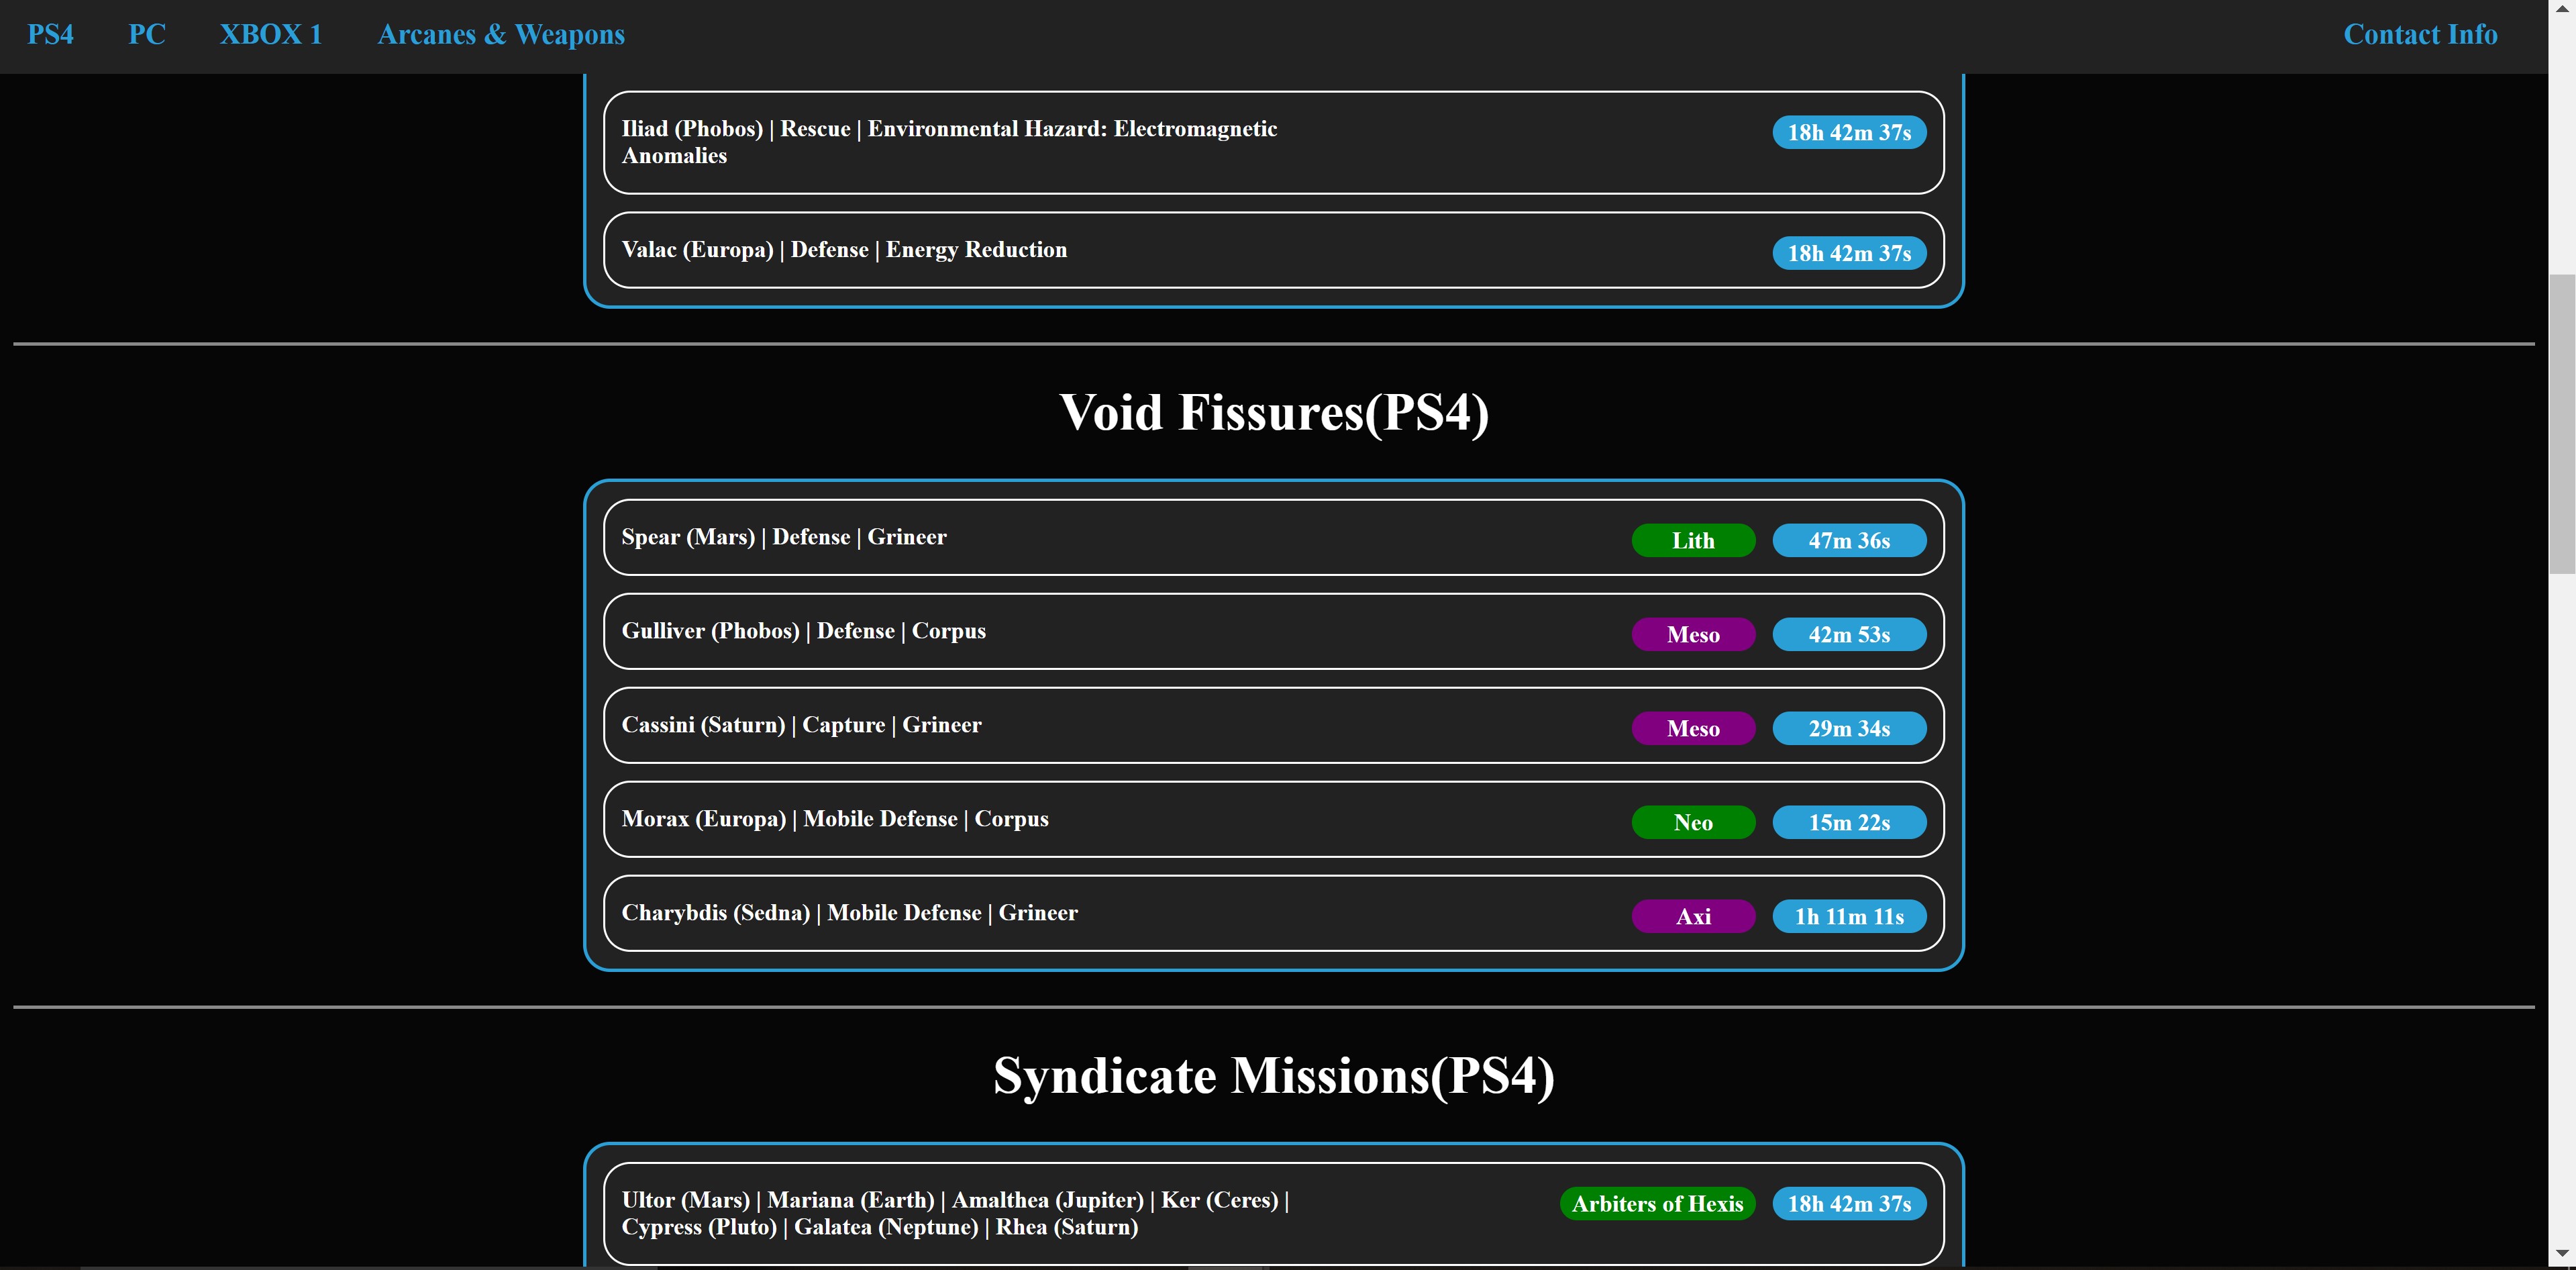 PS4 PC XBOX 1 Arcanes & Weapons Contact Info
Iliad (Phobos) | Rescue | Environmental Hazard: Electromagnetic 18h 42m 37s
Anomalies
Valac (Europa) | Defense | Energy Reduction 18h 42m 37s
Void Fissures(PS4)
Spear (Mars) | Defense | Grineer Lith 47m 36s
Gulliver (Phobos) | Defense | Corpus Meso 42m 53s
Cassini (Saturn) | Capture | Grineer Meso 29m 34s
Morax (Europa) | Mobile Defense | Corpus Neo 15m 22s
Charybdis (Sedna) | Mobile Defense | Grineer Axi 1h 11m 11s
Syndicate Missions(PS4)
Ultor (Mars) | Mariana (Earth) | Amalthea (Jupiter) | Ker (Ceres) | Arbiters of Hexis 18h 42m 37s
Cypress (Pluto) | Galatea (Neptune) | Rhea (Saturn)